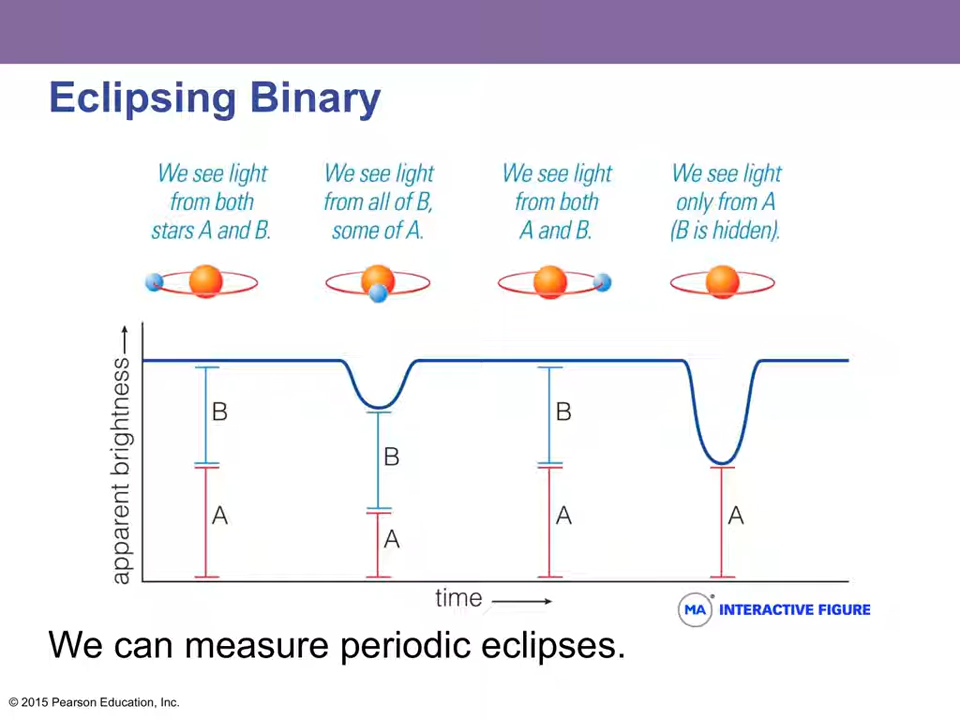 Eclipsing Binary
We see light
from both
stars A and B.
We see light
from all of B,
some of A.
We see light
from both
A and B.
We see light
only from A
(B is hidden).
apparent brightness
B
A
B
A
B
A
A
time
MA INTERACTIVE FIGURE
We can measure periodic eclipses.
© 2015 Pearson Education, Inc.